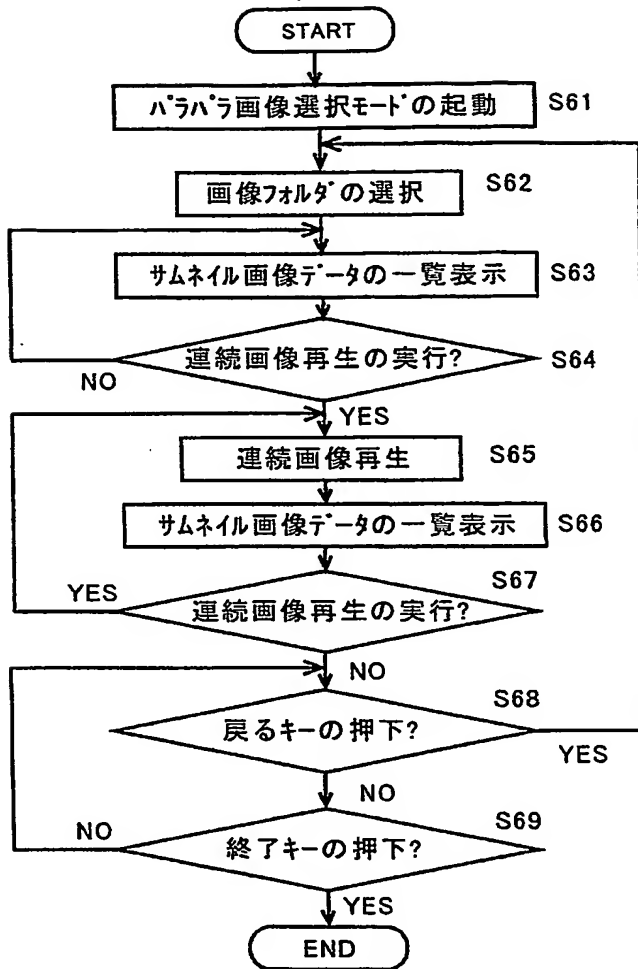 START
パラパラ画像選択モードの起動
S61
画像フォルダの選択
S62
サムネイル画像データの一覧表示
S63
連続画像再生の実行?
S64
NO
YES
連続画像再生
S65
サムネイル画像データの一覧表示
S66
S67
YES
連続画像再生の実行?
NO
S68
戻るキーの押下?
YES
NO
NO
S69
終了キーの押下?
YES
END